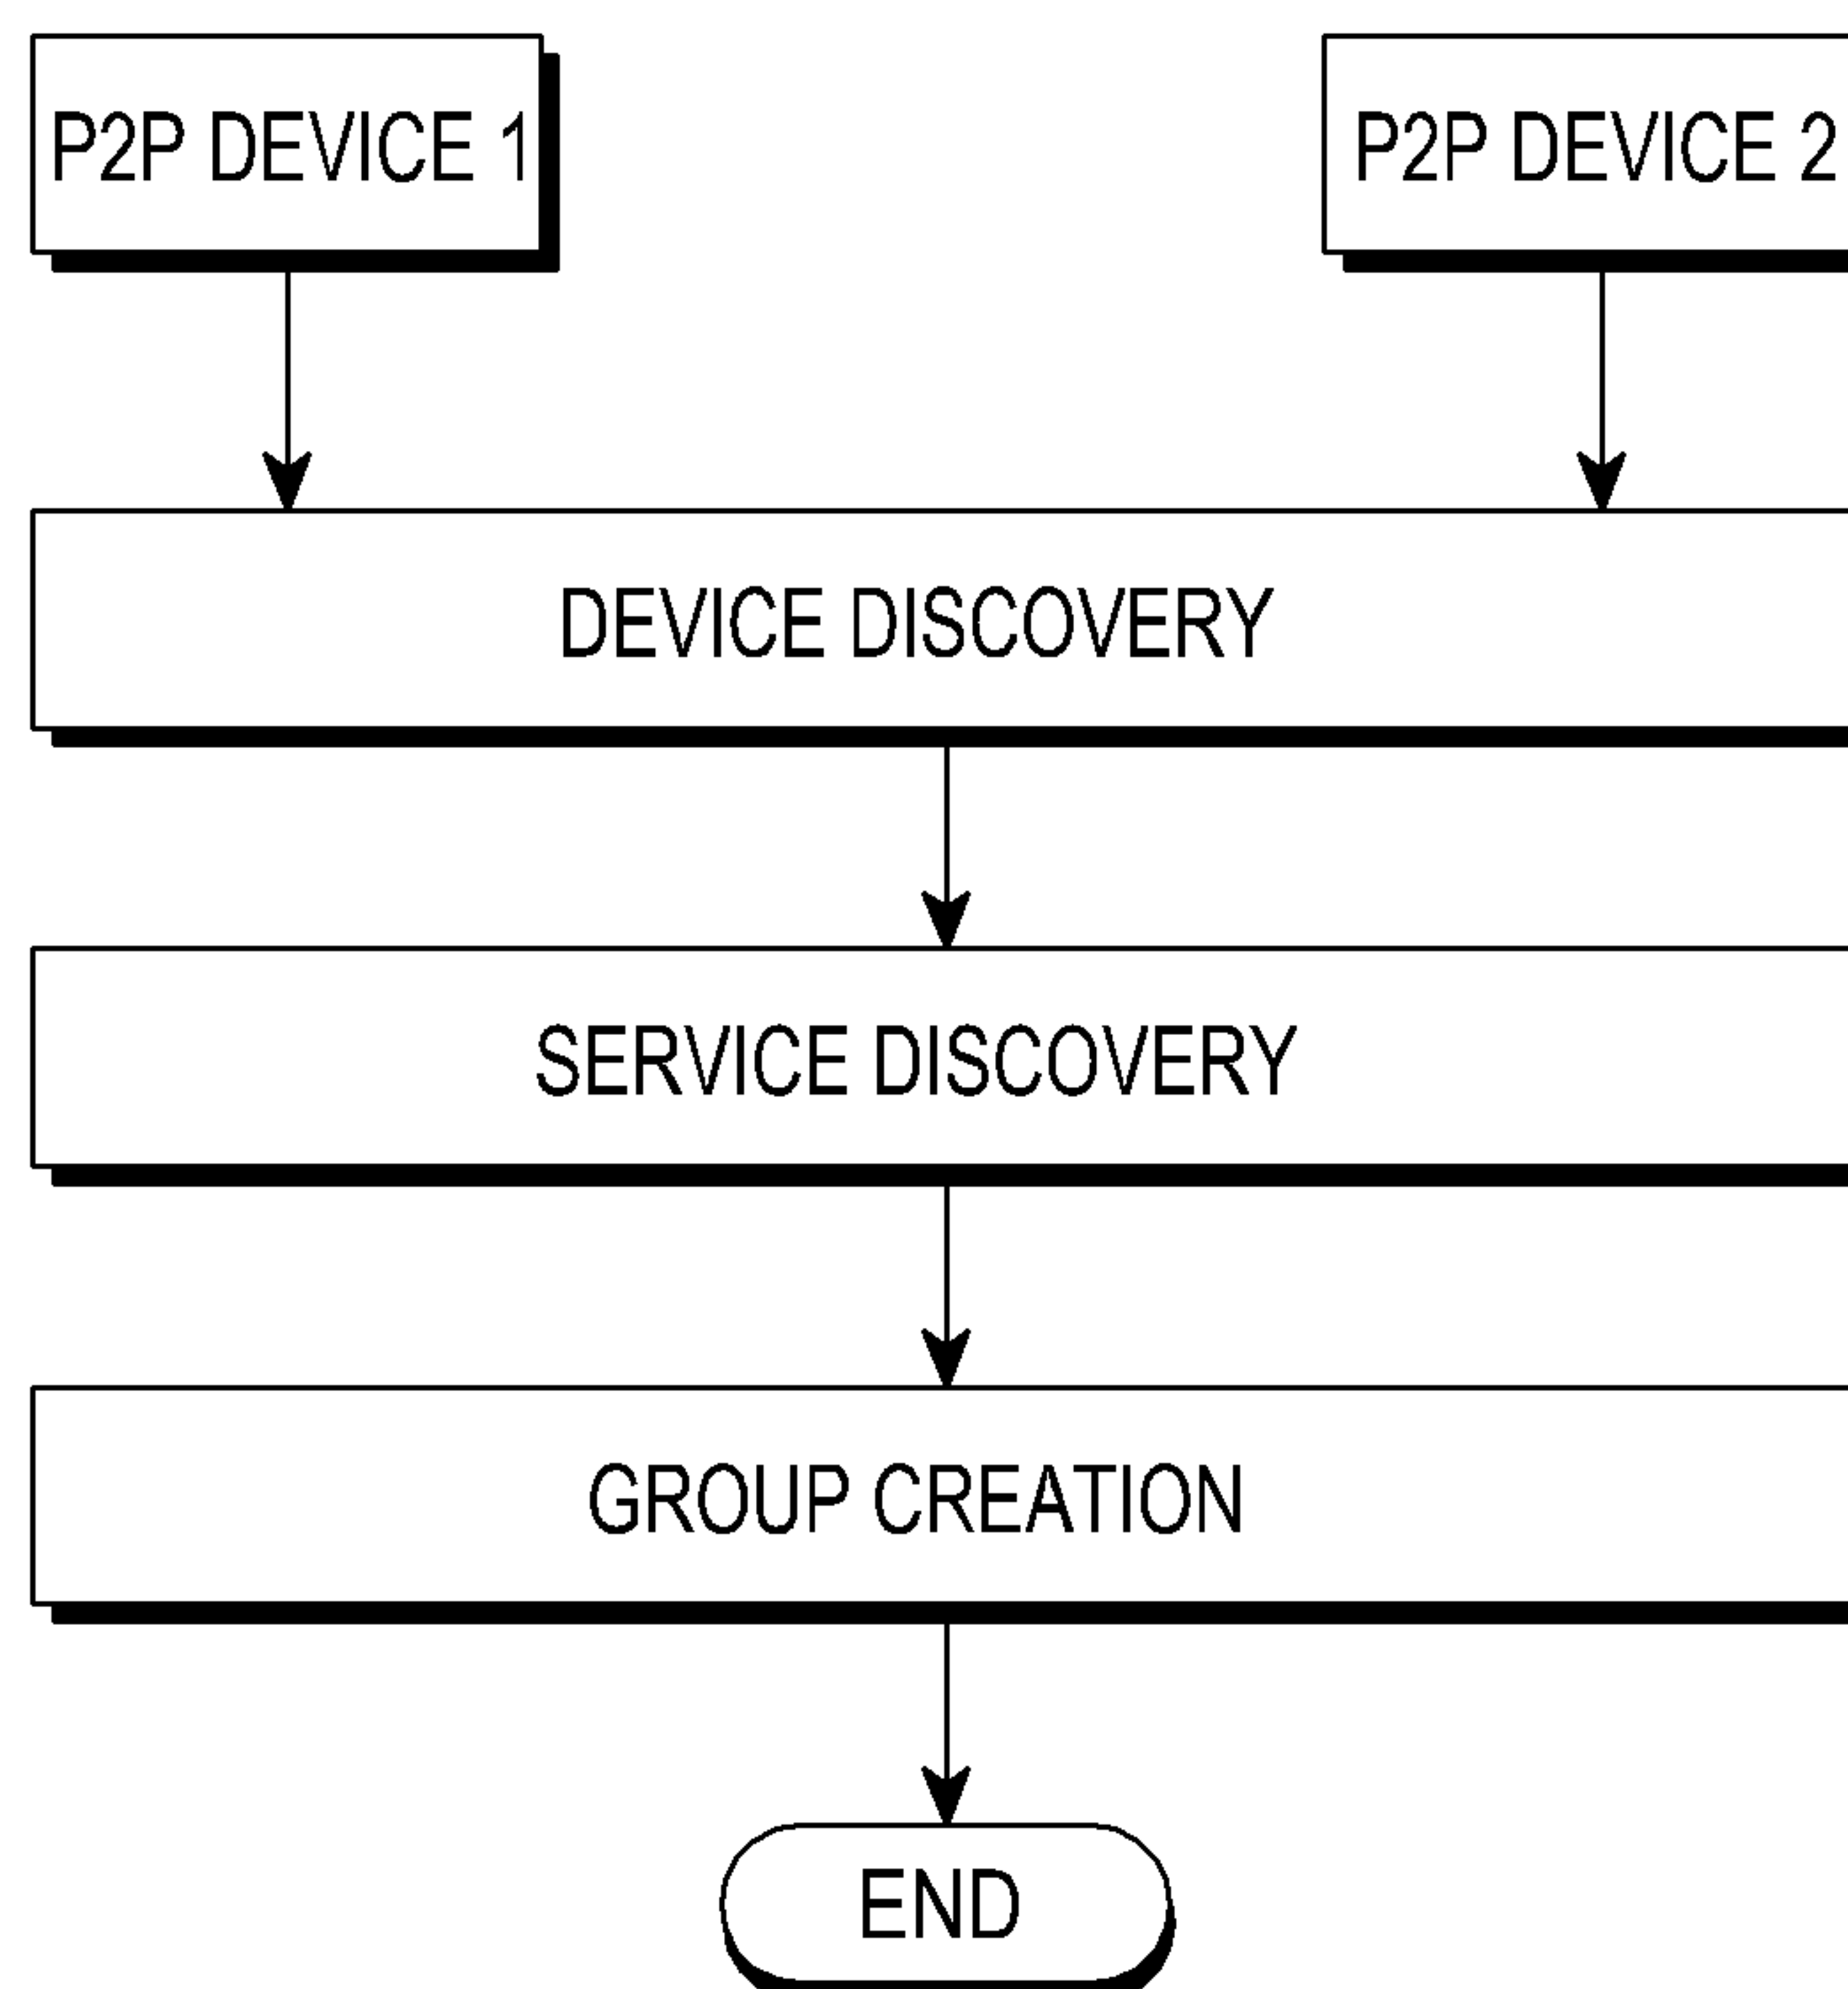 P2P DEVICE 1
P2P DEVICE 2
DEVICE DISCOVERY
SERVICE DISCOVERY
GROUP CREATION
END